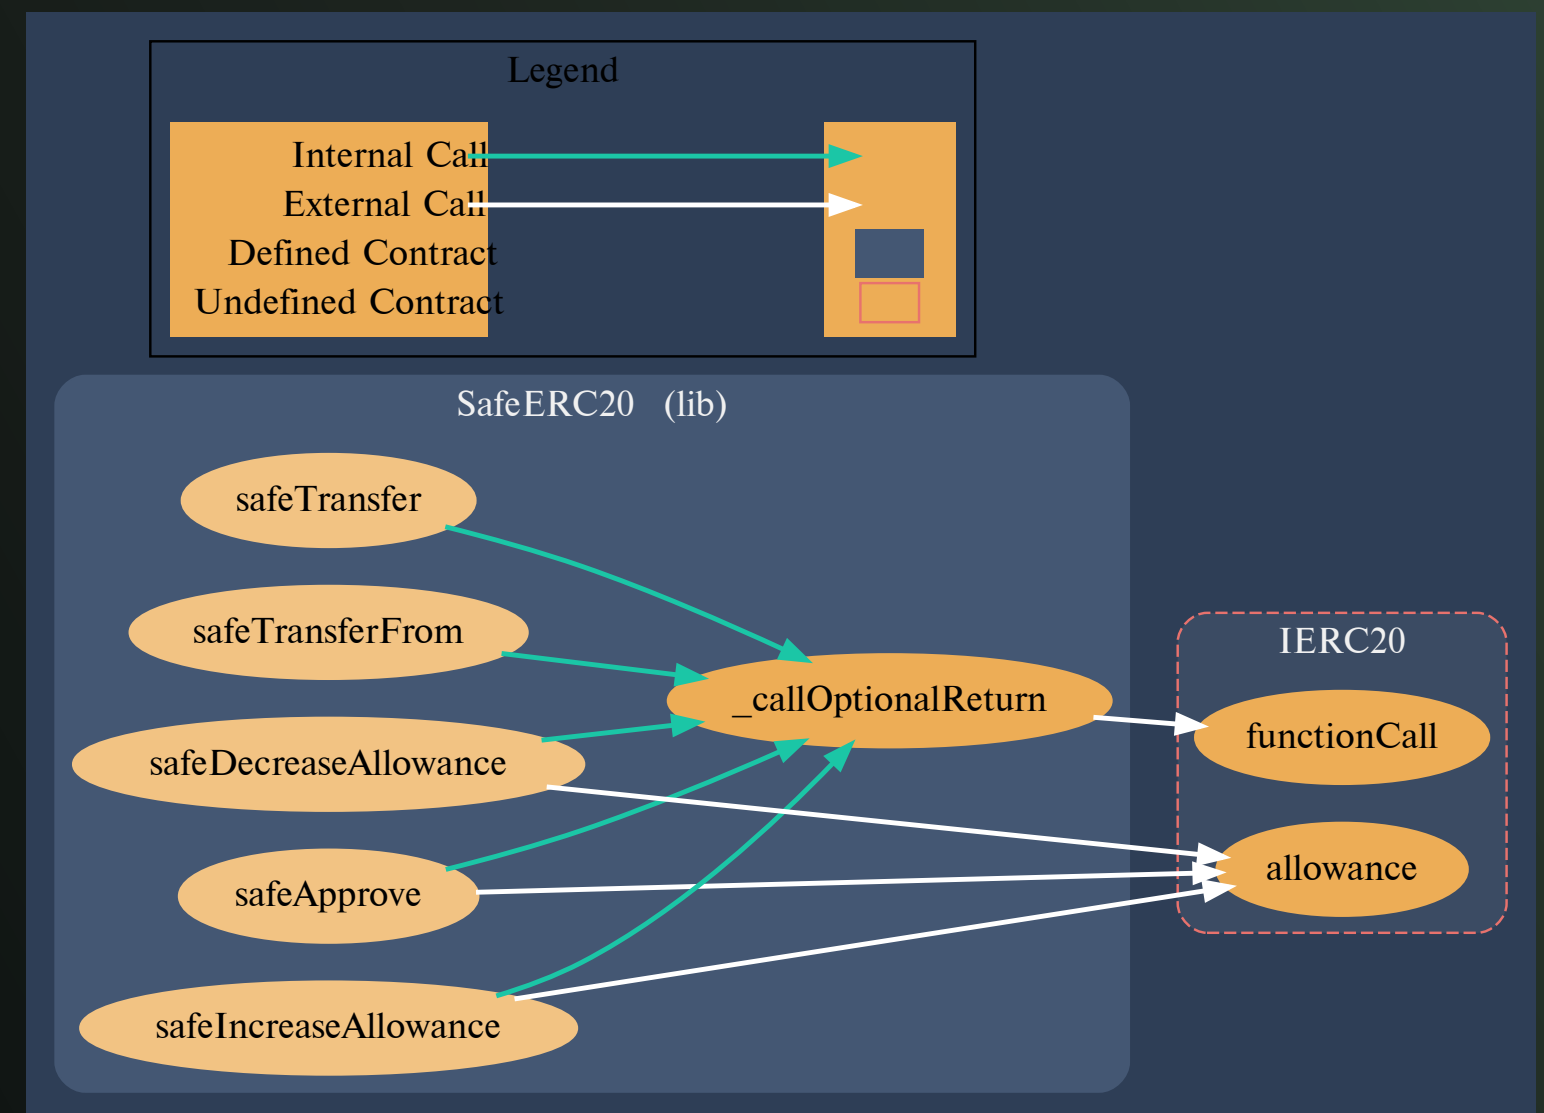 Legend
Internal Call
External Call
Defined Contract
Undefined Contract
SafeERC20 (lib)
safeTransfer
safeTransferFrom
_callOptionalReturn
safeDecreaseAllowance
safeApprove
safeIncreaseAllowance
IERC20
functionCall
allowance